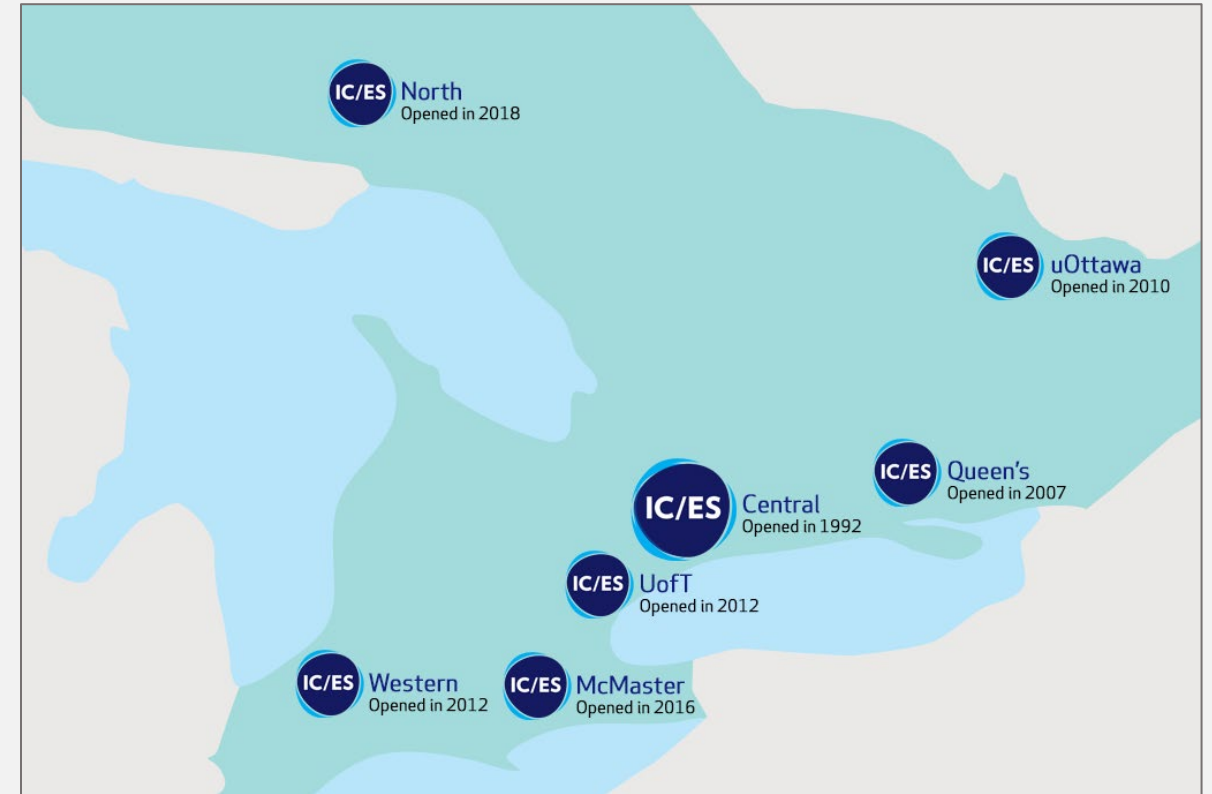 IC/ES North
Opened in 2018
IC/ES uOttawa
Opened in 2010
IC/ES Queen's
Opened in 2007
IC/ES Central
Opened in 1992
IC/ES UofT
Opened in 2012
IC/ES Western
Opened in 2012
IC/ES McMaster
Opened in 2016